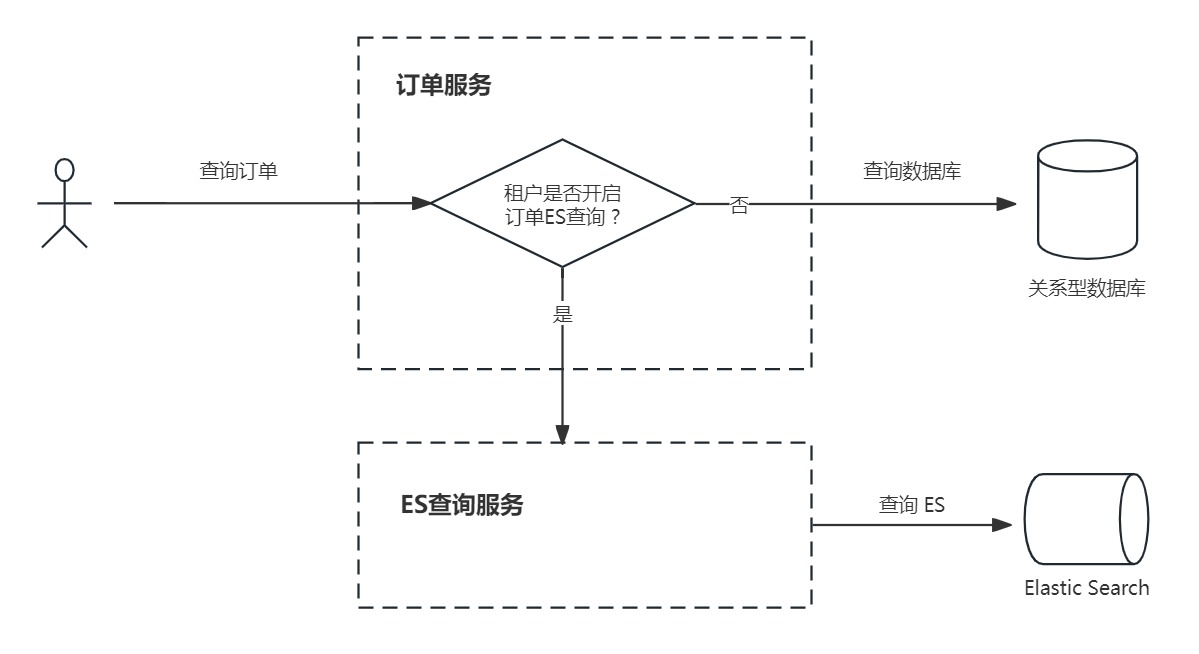 订单服务
查询订单
租户是否开启
订单ES查询？
否
查询数据库
关系型数据库
是
ES查询服务
查询 ES
Elastic Search